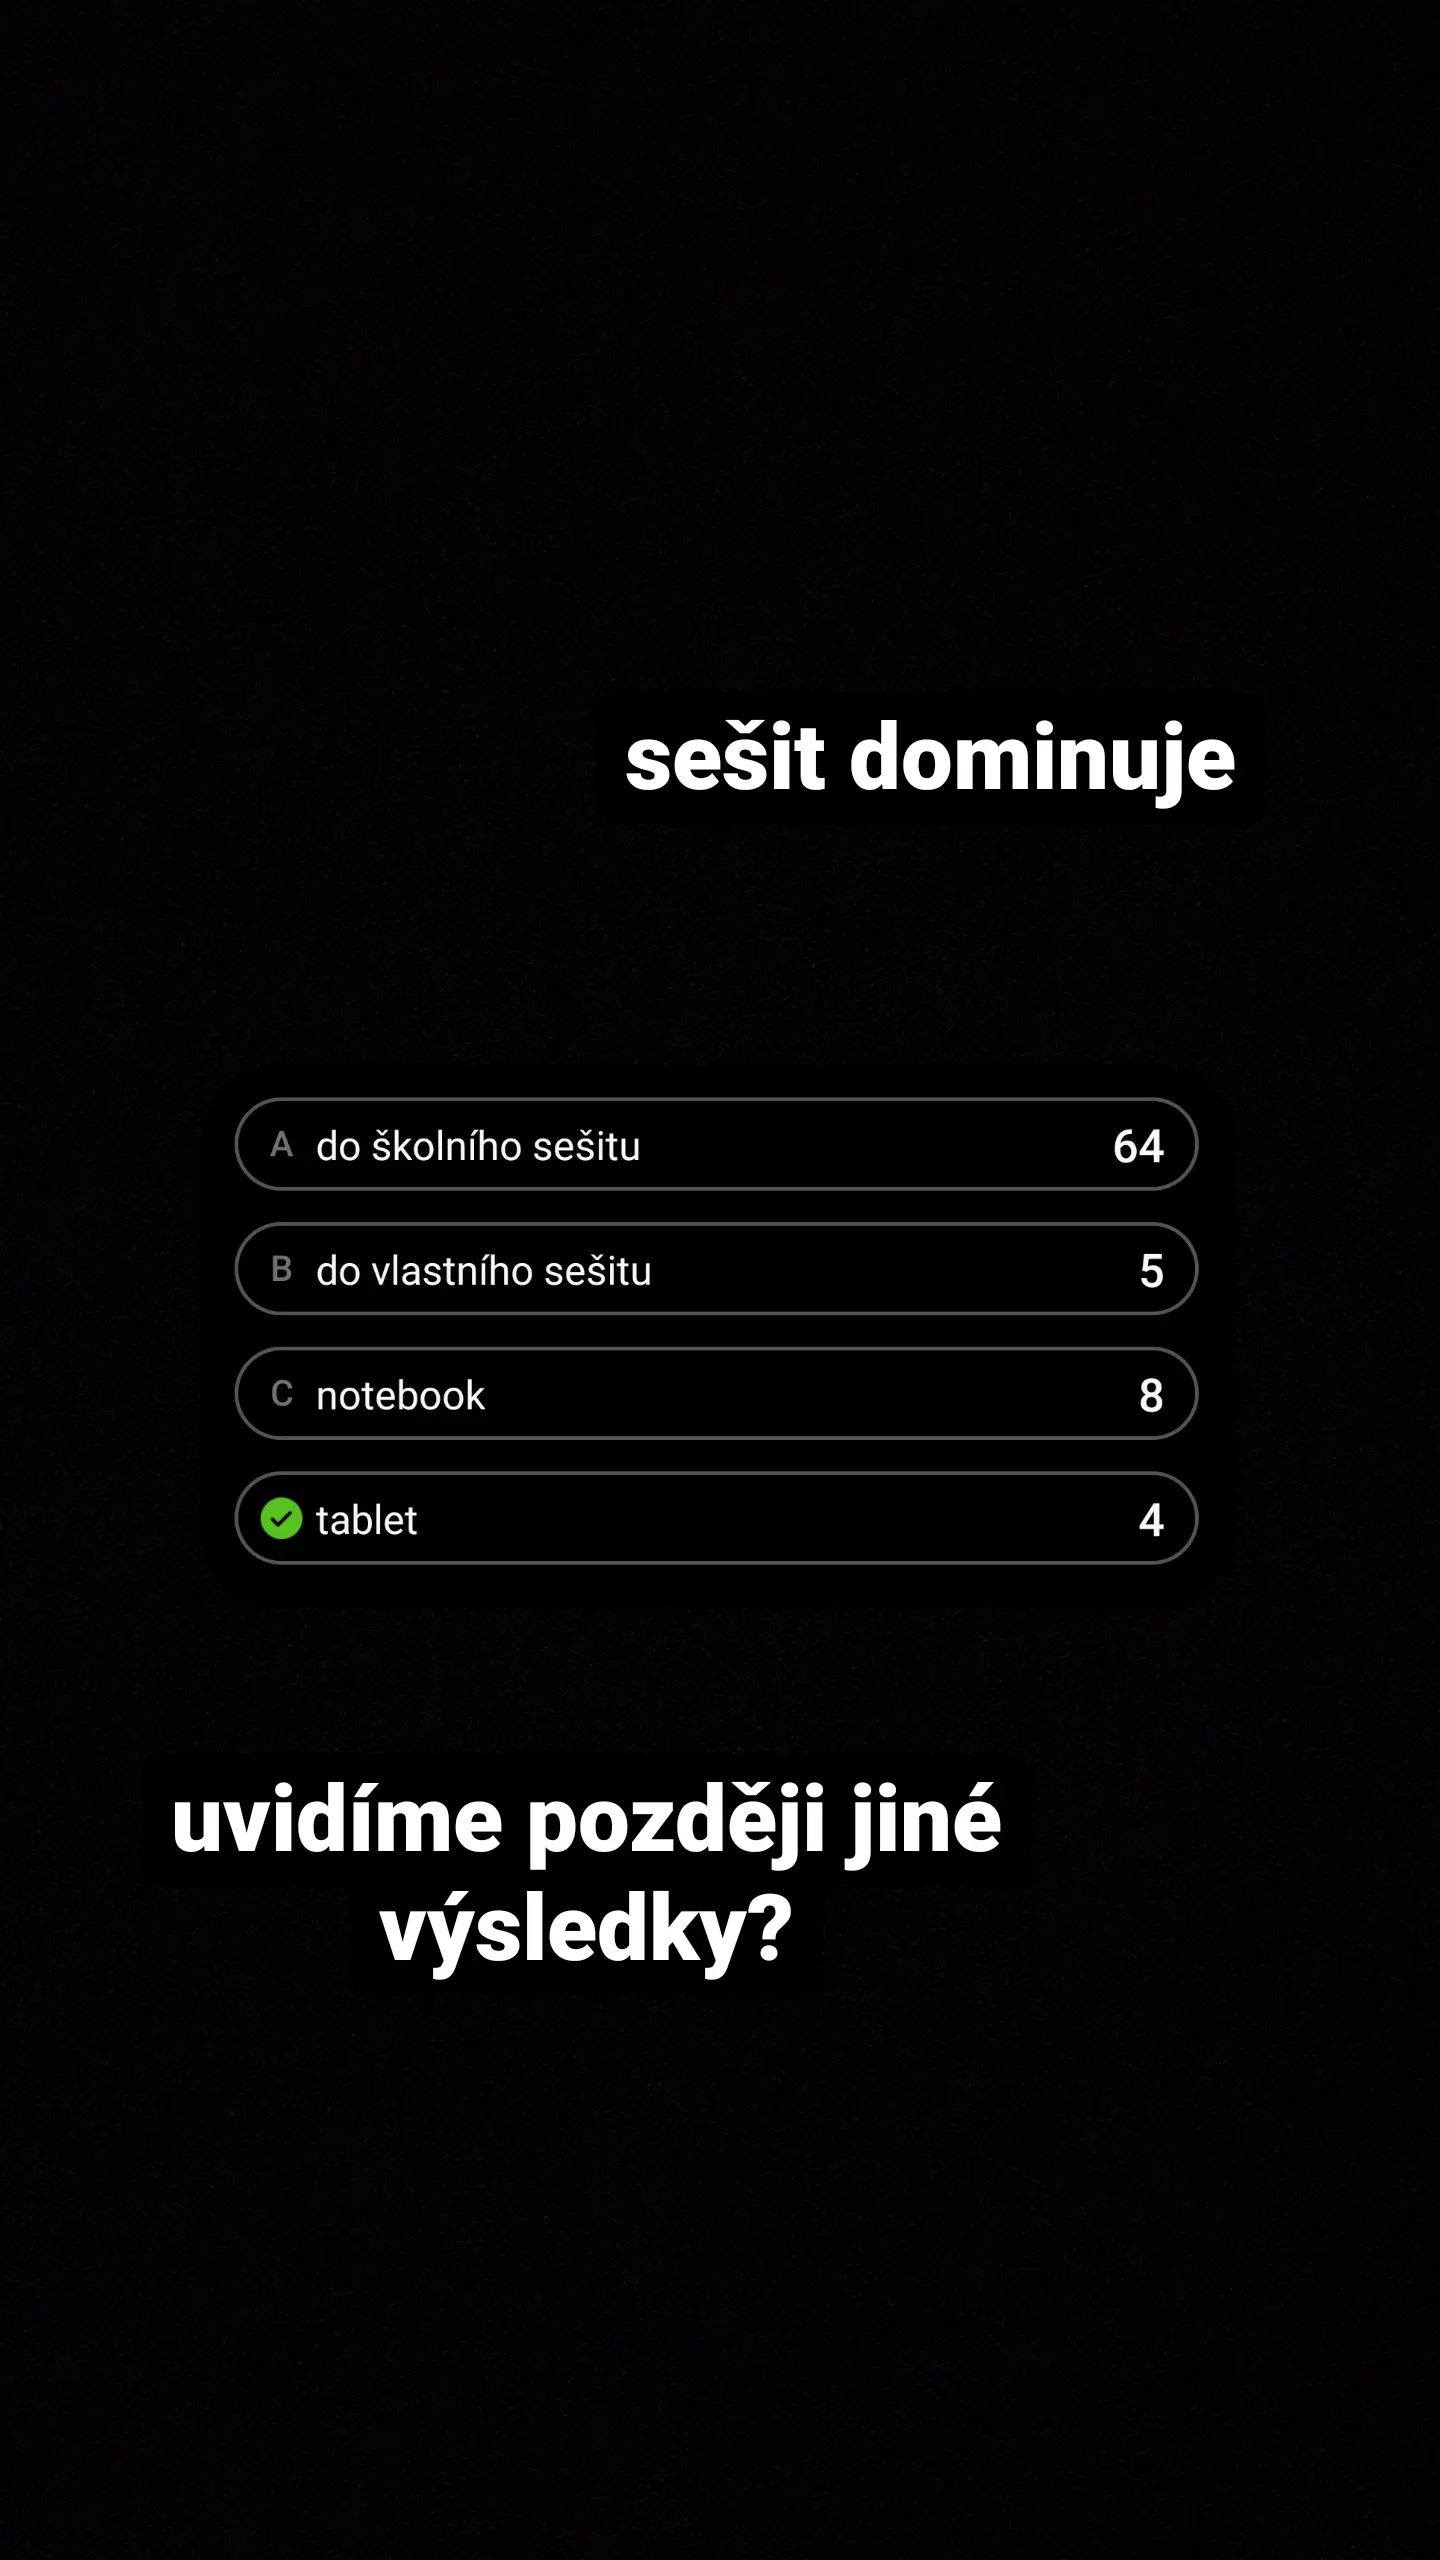 sešit dominuje
A do školního sešitu 64
B do vlastního sešitu 5
C notebook 8
tablet 4
uvidíme později jiné
výsledky?